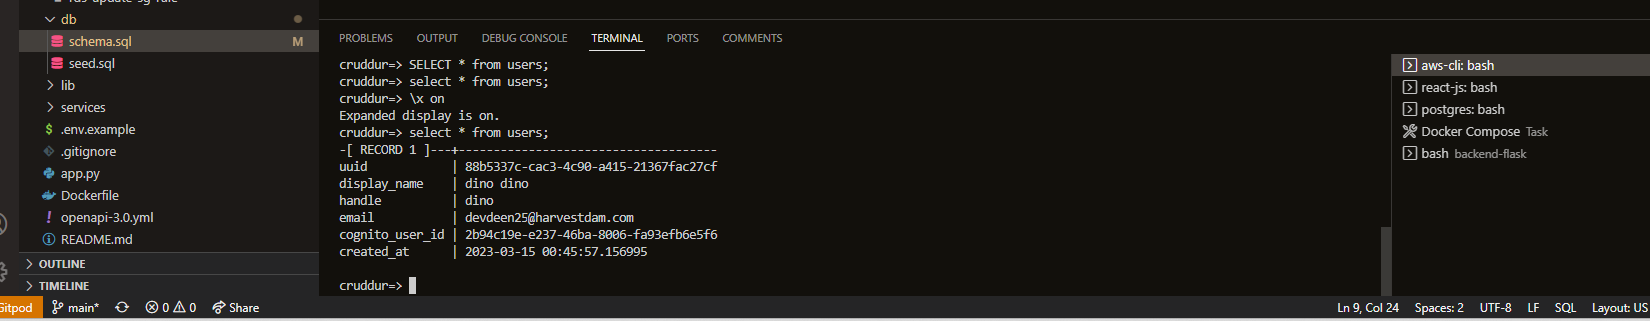 db
schema.sql M
seed.sql
lib
services
.env.example
.gitignore
app.py
Dockerfile
openapi-3.0.yml
README.md
OUTLINE
TIMELINE
PROBLEMS OUTPUT DEBUG CONSOLE TERMINAL PORTS COMMENTS
cruddur=> SELECT * from users;
cruddur=> select * from users;
cruddur=> \x on
Expanded display is on.
cruddur=> select * from users;
-[ RECORD 1 ]---+-------------------------------------
uuid | 88b5337c-cac3-4c90-a415-21367fac27cf
display_name | dino dino
handle | dino
email | devdeen25@harvestdam.com
cognito_user_id | 2b94c19e-e237-46ba-8006-fa93efb6e5f6
created_at | 2023-03-15 00:45:57.156995
cruddur=>
aws-cli: bash
react-js: bash
postgres: bash
Docker Compose Task
bash backend-flask
Gitpod main* 0 0 Share Ln 9, Col 24 Spaces: 2 UTF-8 LF SQL Layout: US